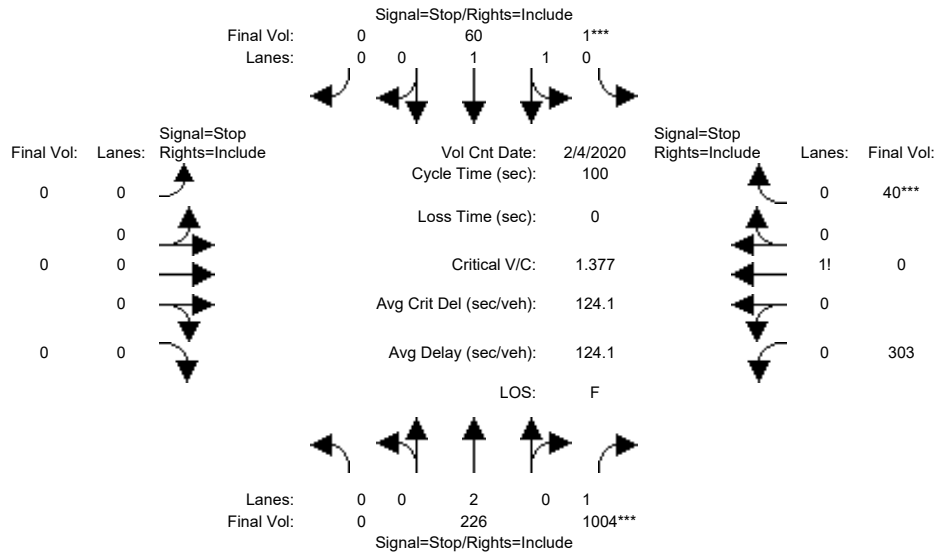 Signal=Stop/Rights=Include
Final Vol: 0 60 1***
Lanes: 0 0 1 1 0
Signal=Stop
Final Vol: Lanes: Rights=Include
Vol Cnt Date: 2/4/2020
Signal=Stop
Rights=Include Lanes: Final Vol:
Cycle Time (sec): 100
0 0
0 40***
Loss Time (sec): 0
0
0
0 0
Critical V/C: 1.377
1! 0
0
Avg Crit Del (sec/veh): 124.1
0
0 0
Avg Delay (sec/veh): 124.1
0 303
LOS: F
Lanes: 0 0 2 0 1
Final Vol: 0 226 1004***
Signal=Stop/Rights=Include